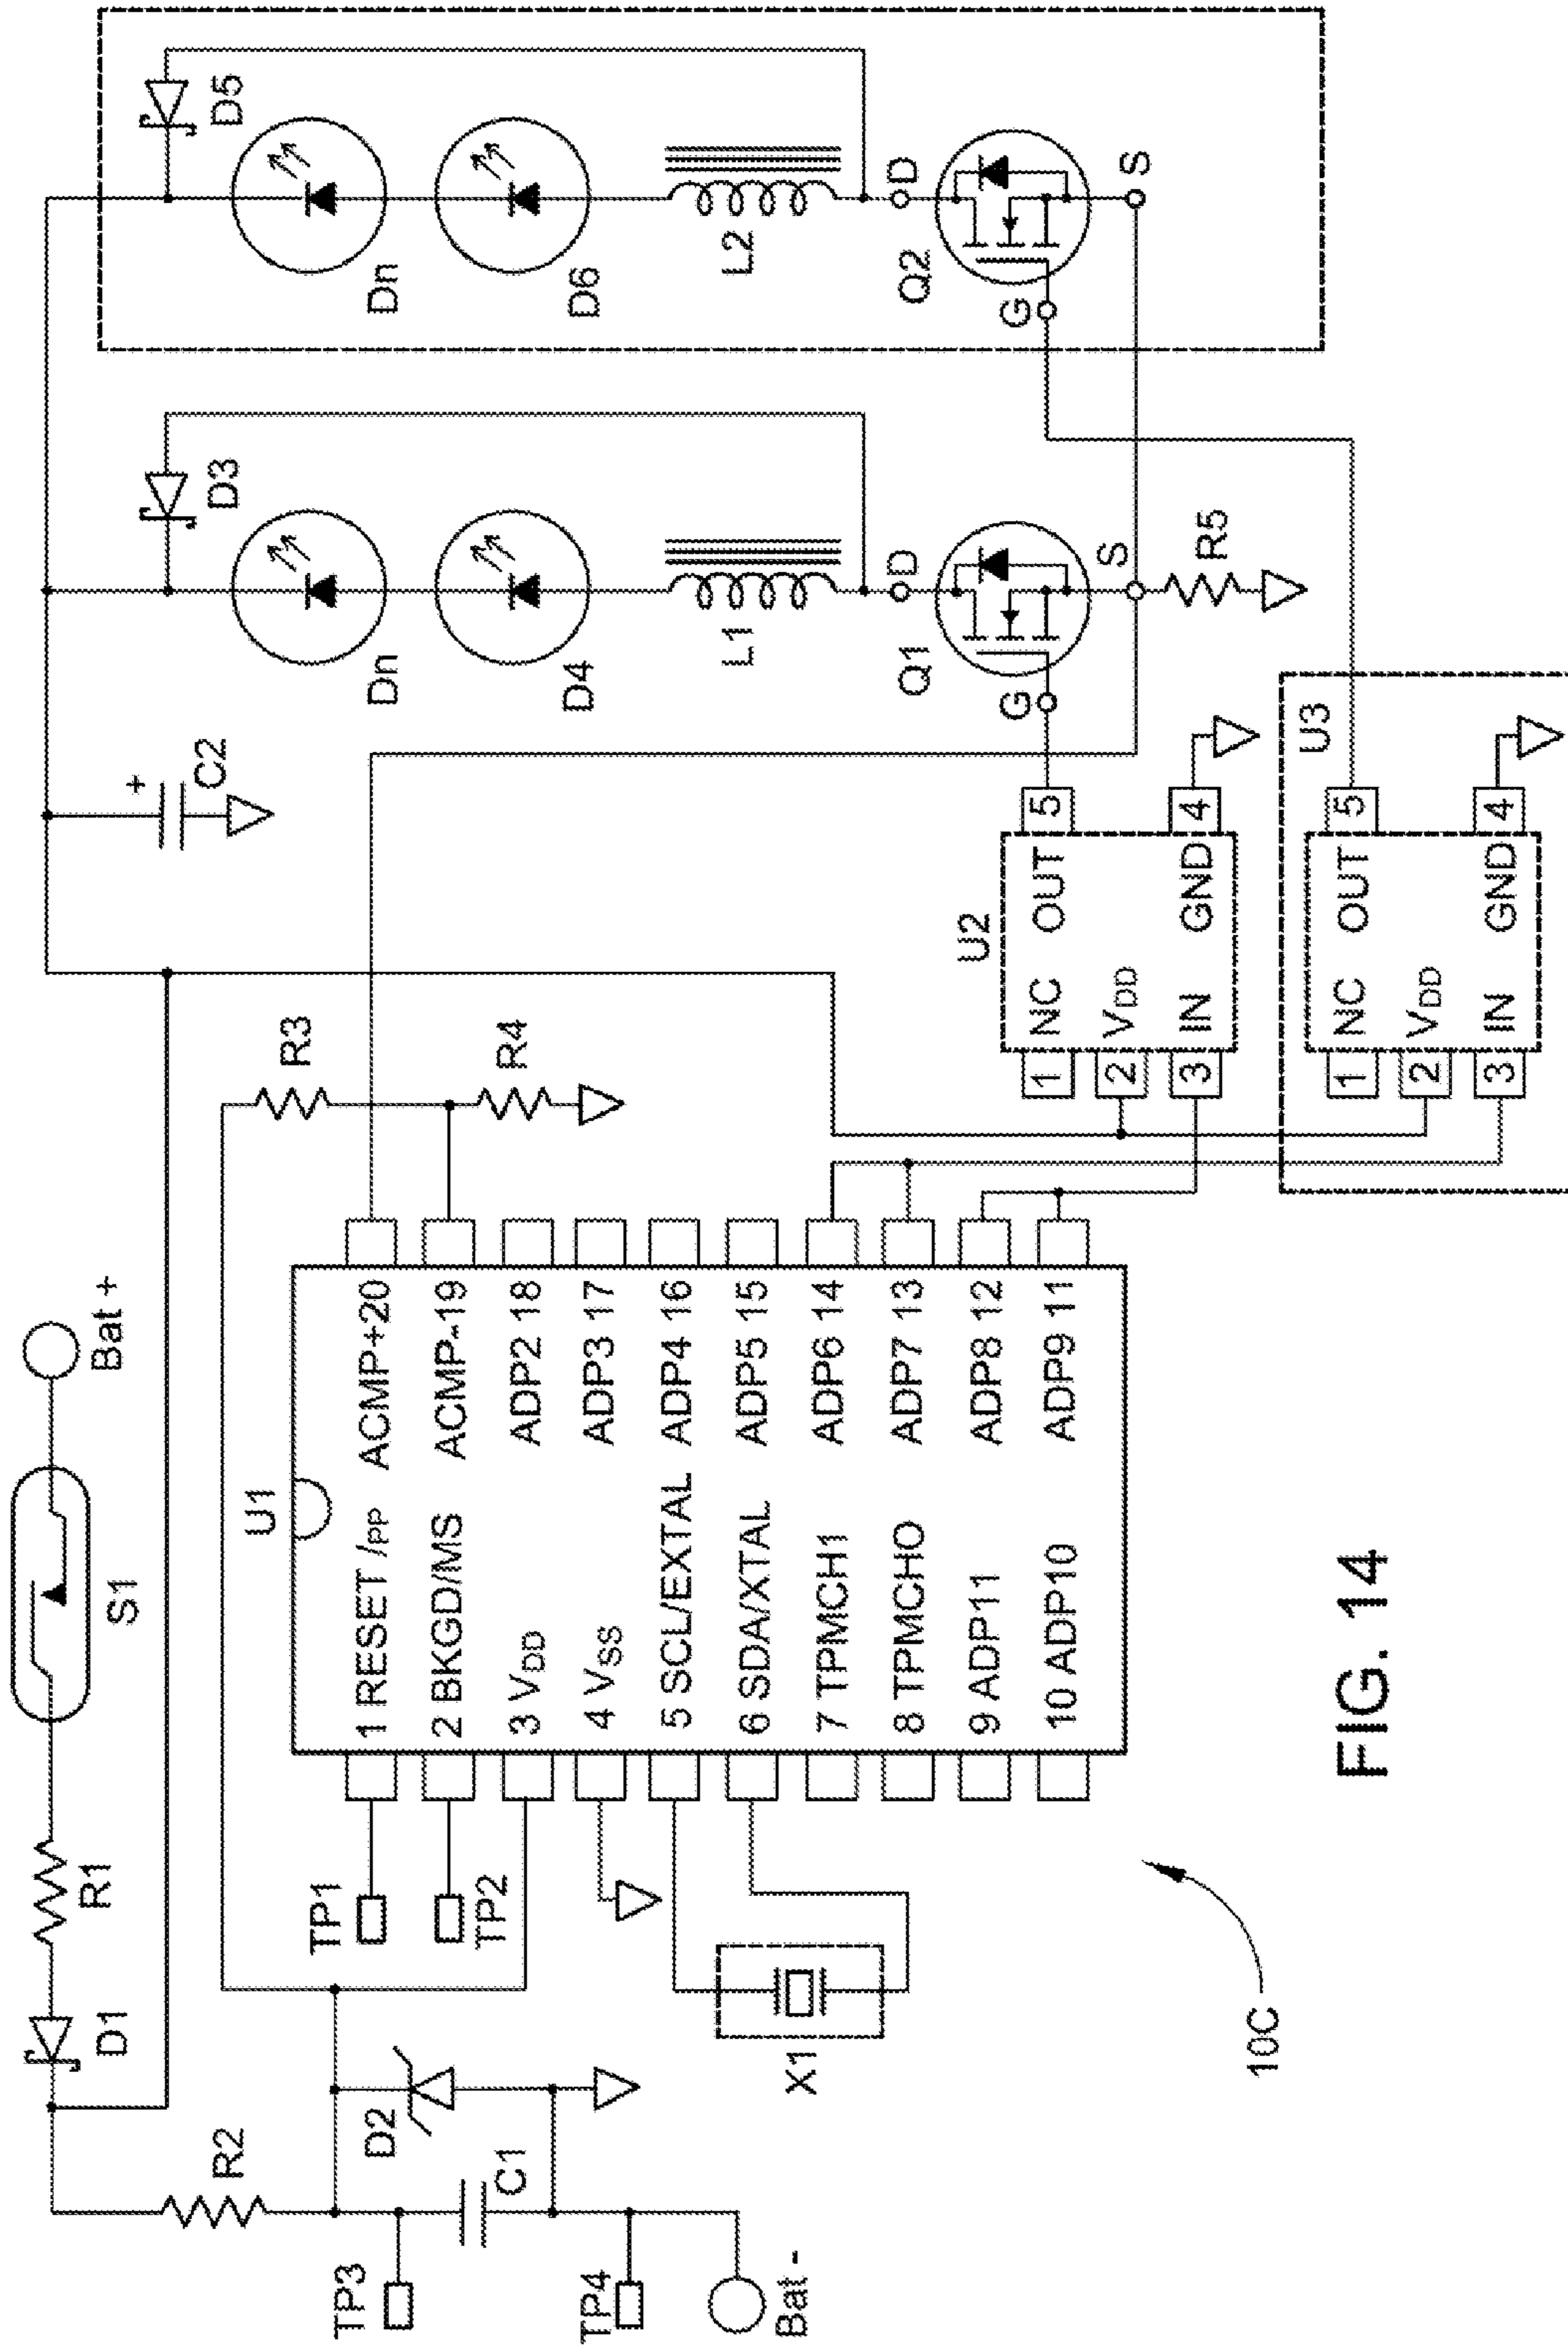 Bat +
S1
R1
D1
R2
TP3
TP4
Bat -
C1
D2
TP1
TP2
X1
U1
1 RESET /PP ACMP+20
2 BKGD/MS ACMP-19
3 VDD ADP2 18
4 VSS ADP3 17
5 SCL/EXTAL ADP4 16
6 SDA/XTAL ADP5 15
7 TPMCH1 ADP6 14
8 TPMCHO ADP7 13
9 ADP11 ADP8 12
10 ADP10 ADP9 11
R3
R4
+
C2
D3
Dn
D4
L1
D
Q1
G
S
R5
D5
Dn
D6
L2
D
Q2
G
S
U2
1 NC OUT 5
2 VDD
3 IN GND 4
U3
1 NC OUT 5
2 VDD
3 IN GND 4
10C
FIG. 14